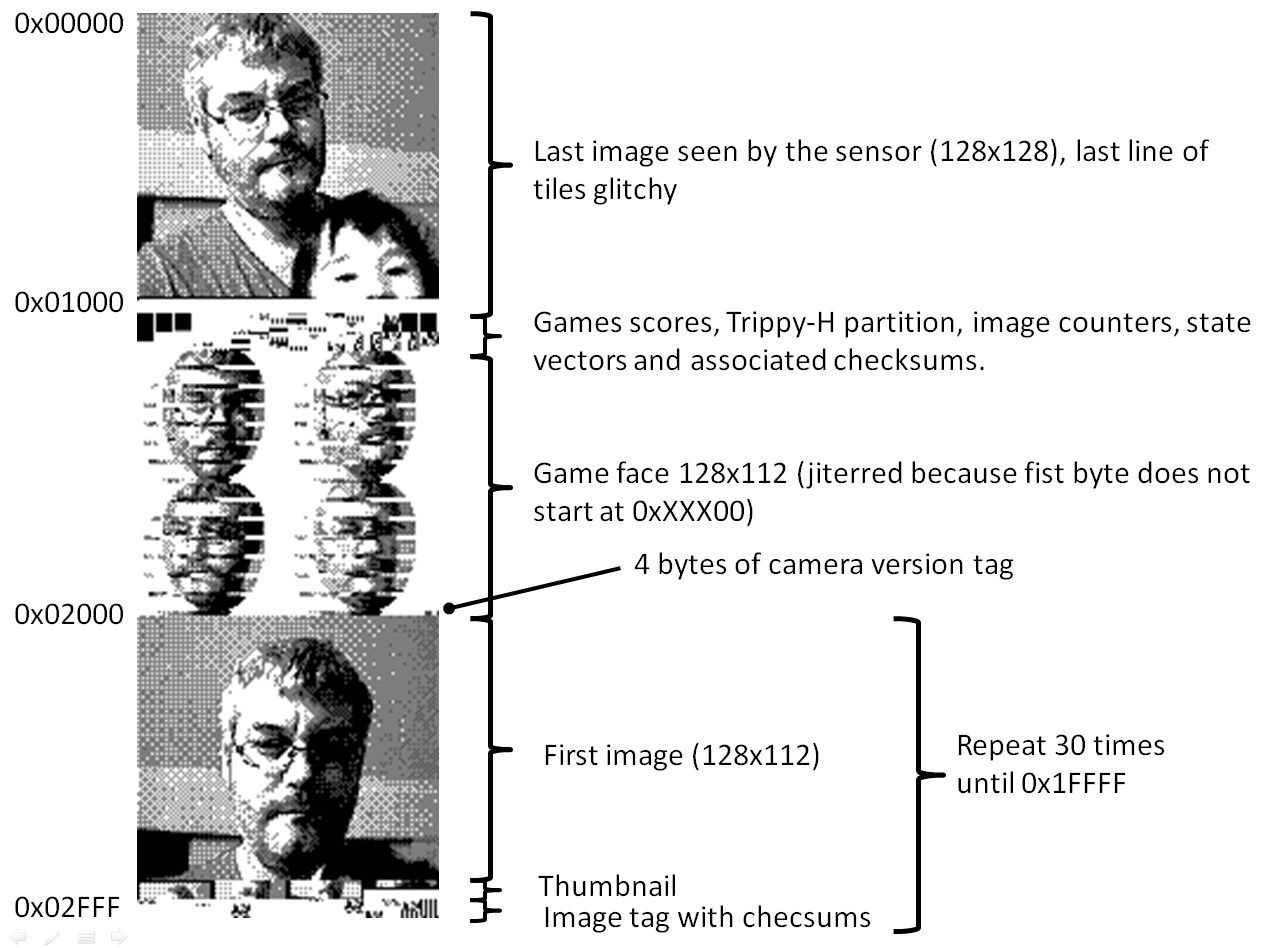 0x00000
Last image seen by the sensor (128x128), last line of
tiles glitchy
0x01000
Games scores, Trippy-H partition, image counters, state
vectors and associated checksums.
Game face 128x112 (jiterred because fist byte does not
start at 0xXXX00)
4 bytes of camera version tag
0x02000
First image (128x112)
Repeat 30 times
until 0x1FFFF
Thumbnail
0x02FFF
Image tag with checsums